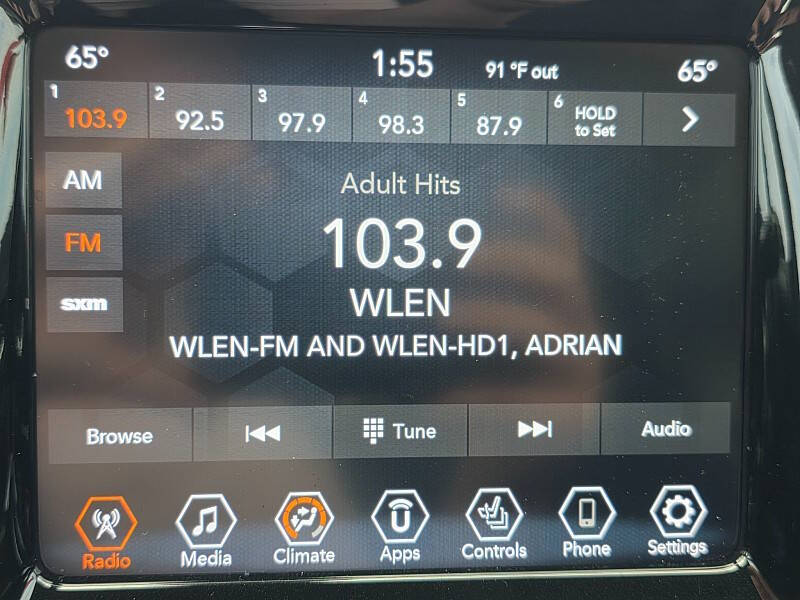 65° 1:55 91 °F out 65°
1 103.9 2 92.5 3 97.9 4 98.3 5 87.9 6 HOLD to Set
AM
FM
sxm
Adult Hits
103.9
WLEN
WLEN-FM AND WLEN-HD1, ADRIAN
Browse Tune Audio
Radio Media Climate Apps Controls Phone Settings